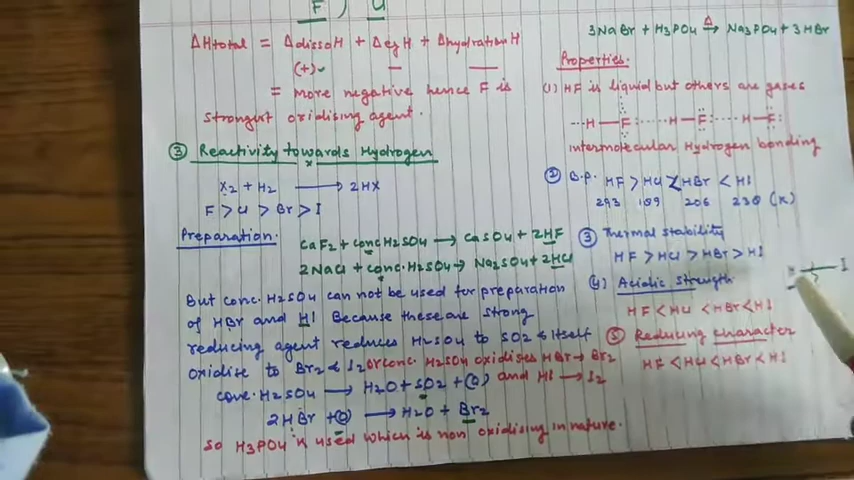 F ) U
ΔHtotal = ΔdissoH + ΔegH + ΔhydrationH
(+)
= more negative hence F is
strongest oxidising agent.
③ Reactivity towards Hydrogen
X2 + H2 ⟶ 2HX
F > Cl > Br > I
Preparation.
CaF2 + conc H2SO4 → CaSO4 + 2HF
2NaCl + conc. H2SO4 → Na2SO4 + 2HCl
But conc. H2SO4 can not be used for preparation
of HBr and HI Because these are strong
reducing agent reduces H2SO4 to SO2 & itself
oxidise to Br2 & I2 or conc. H2SO4 oxidises HBr → Br2
conc. H2SO4 ⟶ H2O + SO2 + (O) and HI → I2
2HBr + (O) ⟶ H2O + Br2
So H3PO4 is used which is non oxidising in nature.
3NaBr + H3PO4 Δ→ Na3PO4 + 3HBr
Properties.
(1) HF is liquid but others are gases
---H—F:----H—F:----H—F:
intermolecular Hydrogen bonding
② B.P. HF > HCl < HBr < HI
293 189 206 238 (K)
③ Thermal stability
HF > HCl > HBr > HI
(4) Acidic strength
HF < HCl < HBr < HI
⑤ Reducing character
HF < HCl < HBr < HI
H I